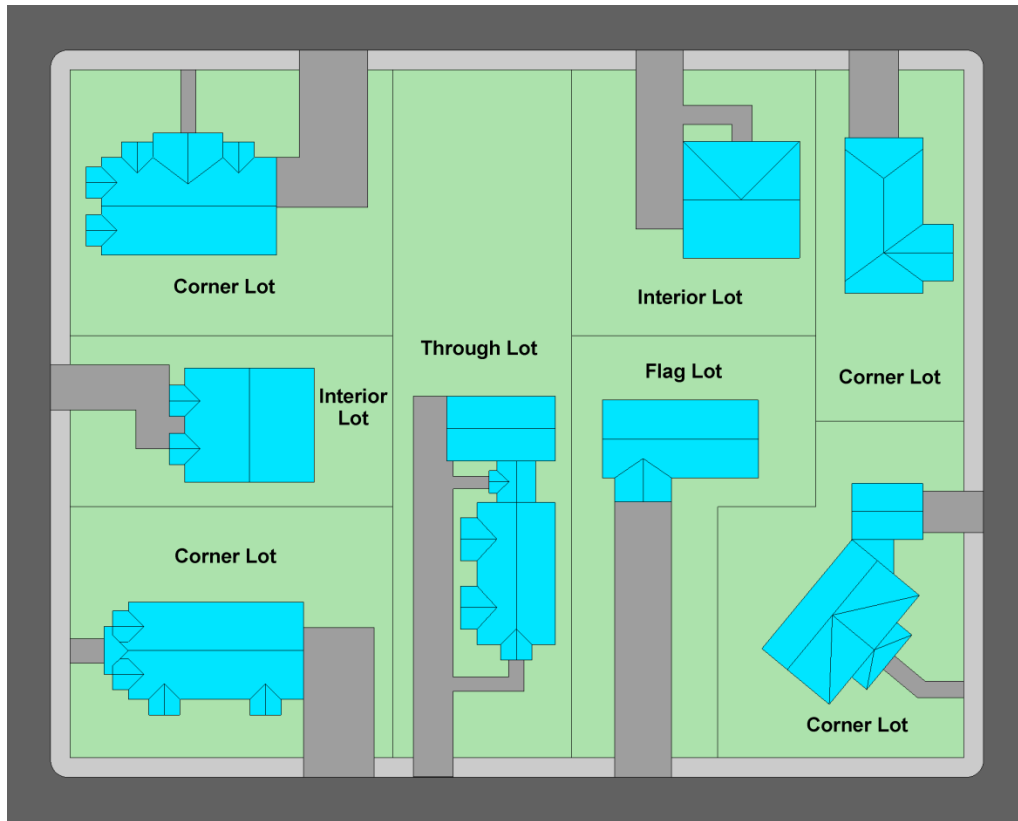 Corner Lot
Interior Lot
Through Lot
Flag Lot
Corner Lot
Interior
Lot
Corner Lot
Corner Lot